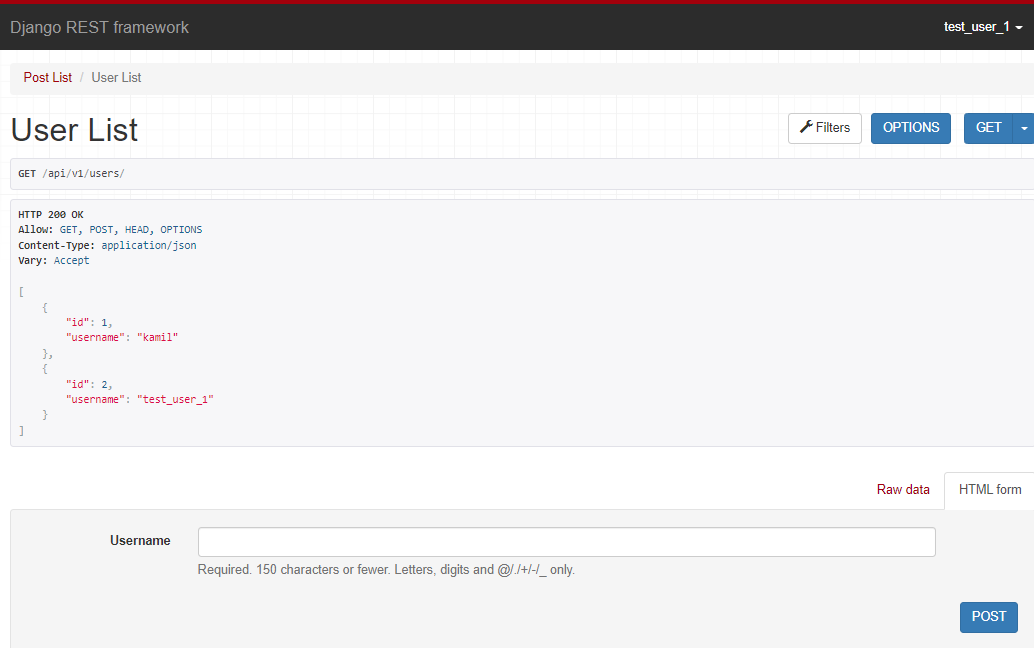 Django REST framework
test_user_1
Post List / User List
User List
Filters
OPTIONS
GET
GET /api/v1/users/
HTTP 200 OK
Allow: GET, POST, HEAD, OPTIONS
Content-Type: application/json
Vary: Accept
[
{
"id": 1,
"username": "kamil"
},
{
"id": 2,
"username": "test_user_1"
}
]
Raw data
HTML form
Username
Required. 150 characters or fewer. Letters, digits and @/./+/-/_ only.
POST